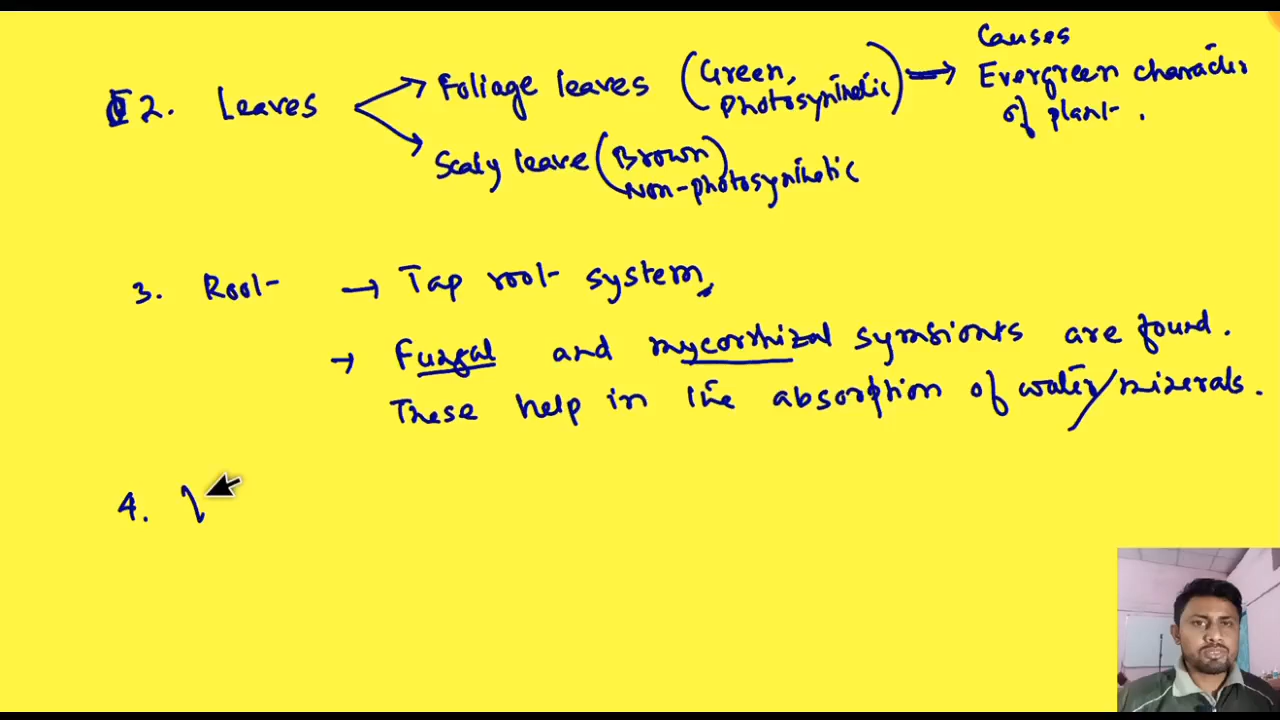 Causes
2. Leaves → Foliage leaves (Green, → Evergreen character
photosynthetic) of plant.
→ Scaly leave (Brown)
Non-photosynthetic
3. Root → Tap root system,
→ Fungal and mycorrhizal symbionts are found.
These help in the absorption of water/minerals.
4.